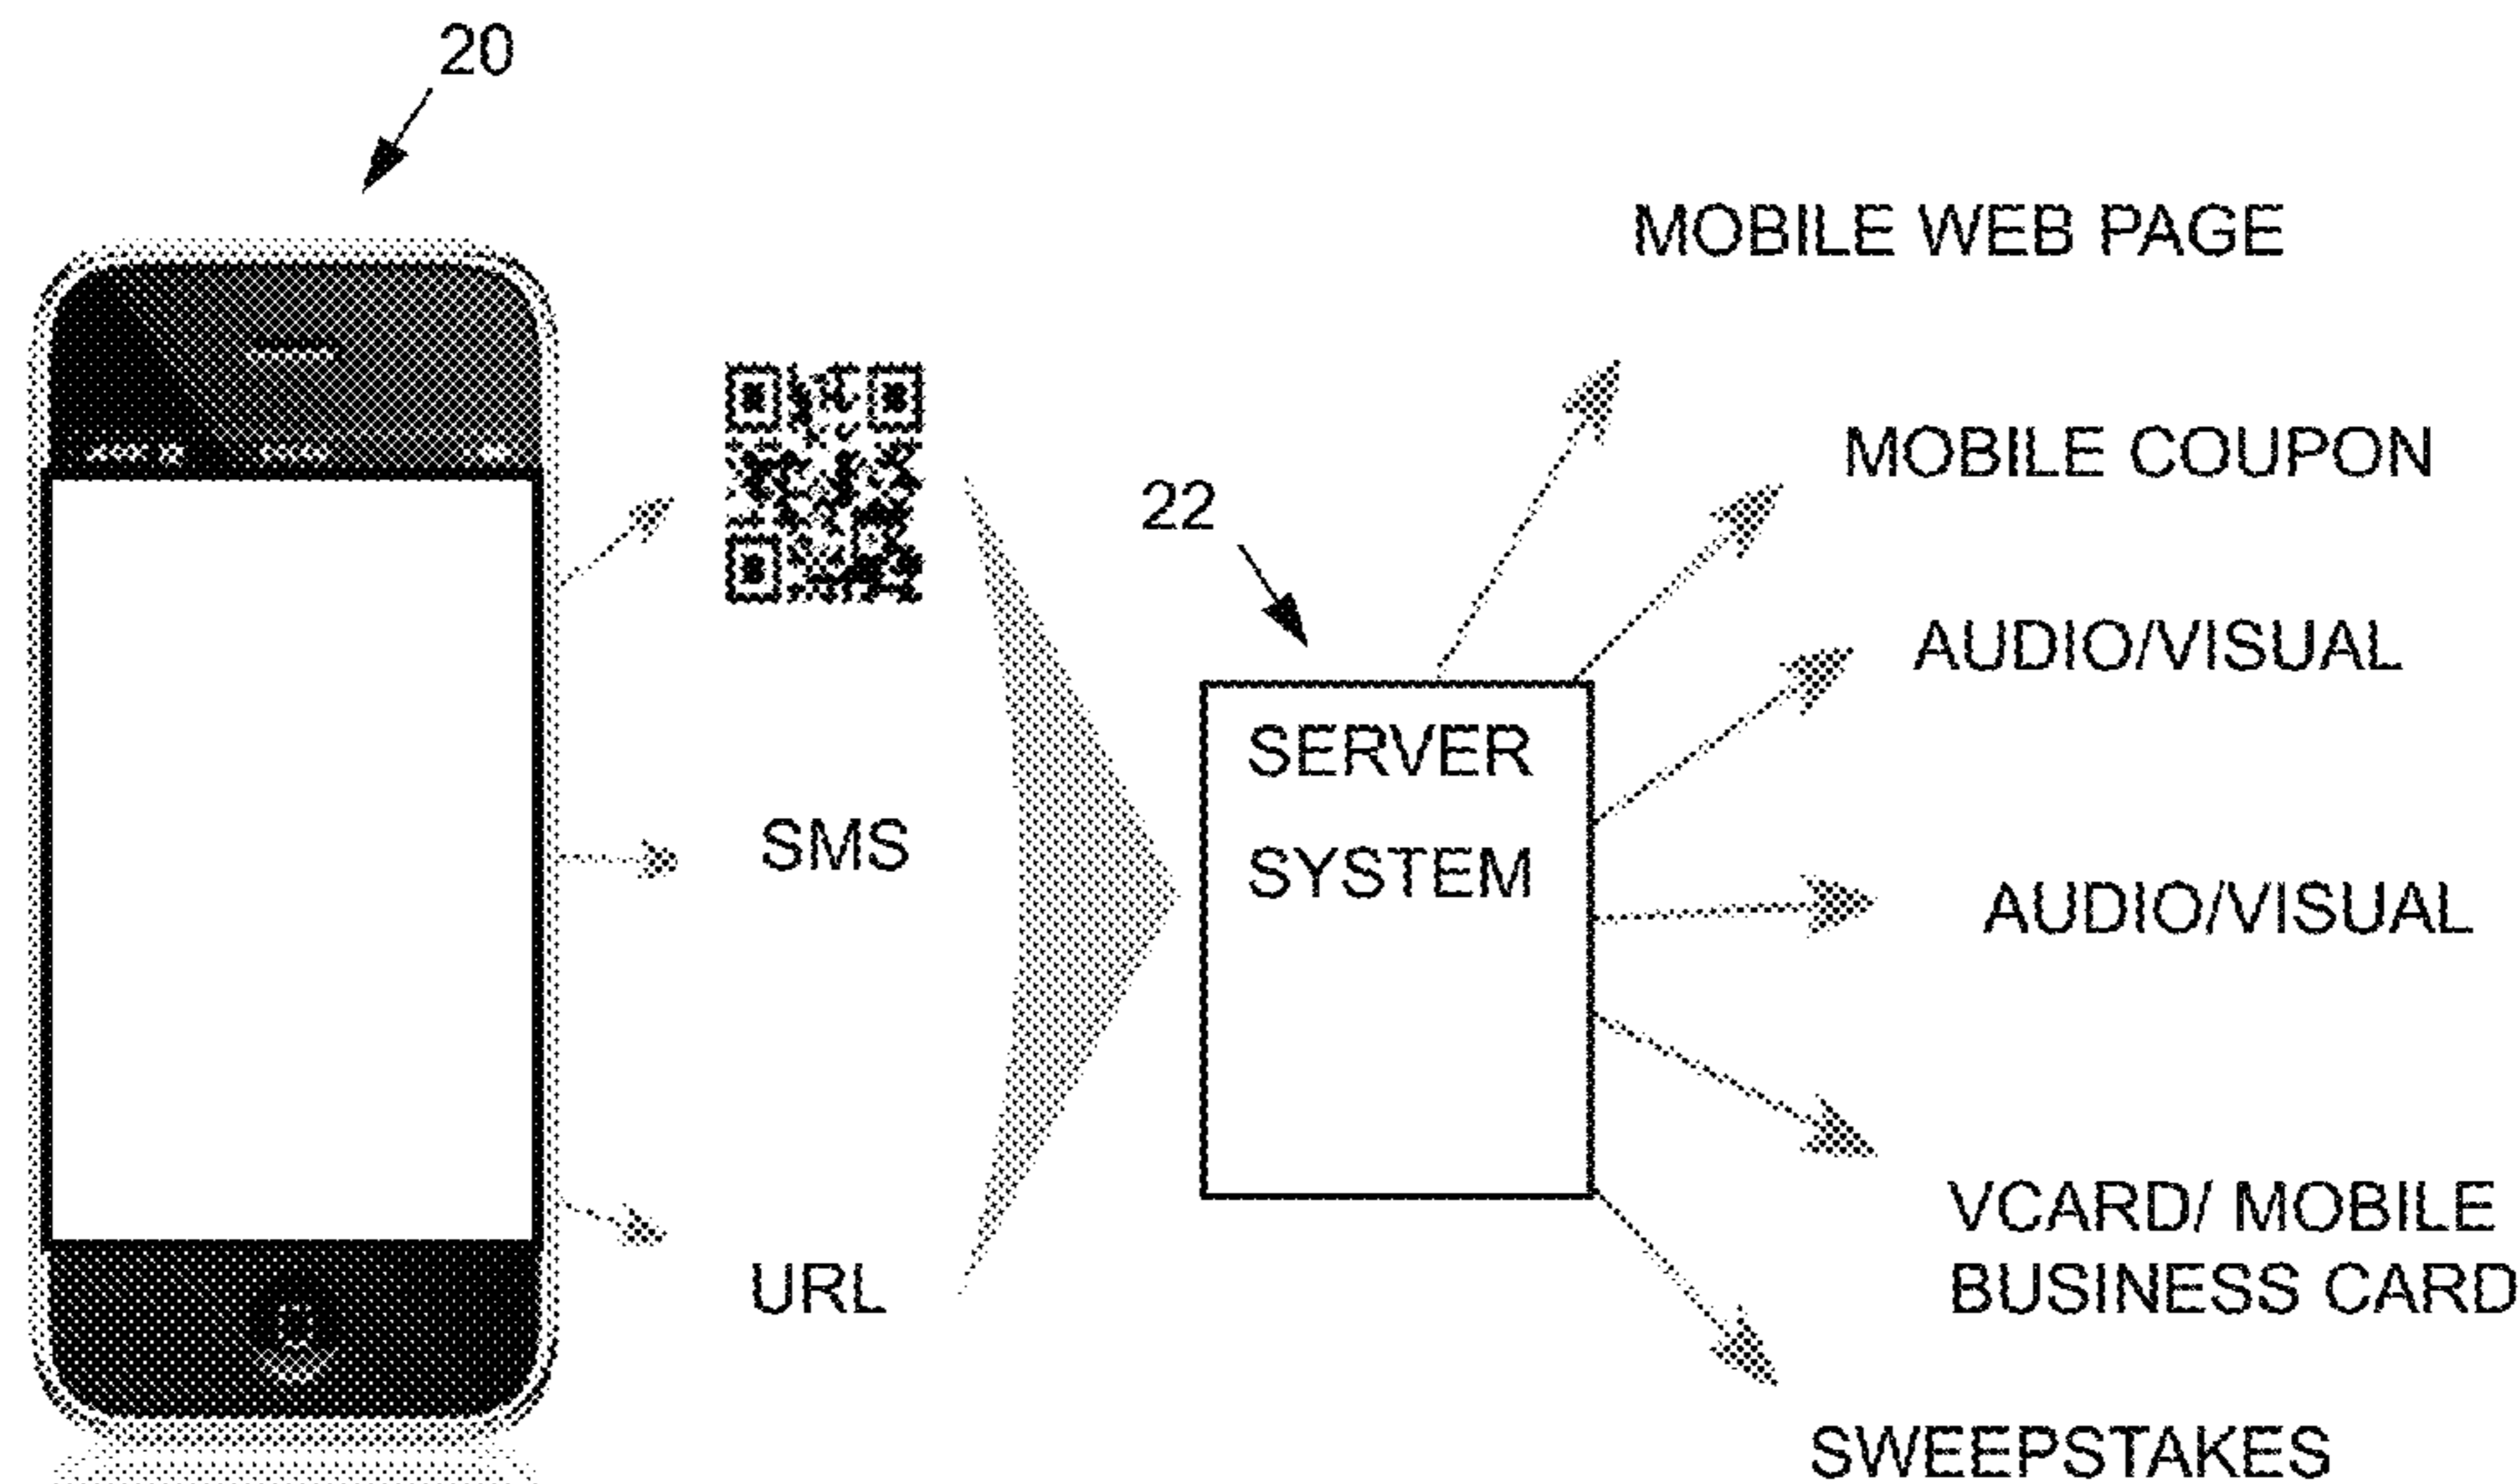 20
MOBILE WEB PAGE
MOBILE COUPON
22
AUDIO/VISUAL
SERVER
SYSTEM
SMS
AUDIO/VISUAL
VCARD/ MOBILE
BUSINESS CARD
URL
SWEEPSTAKES